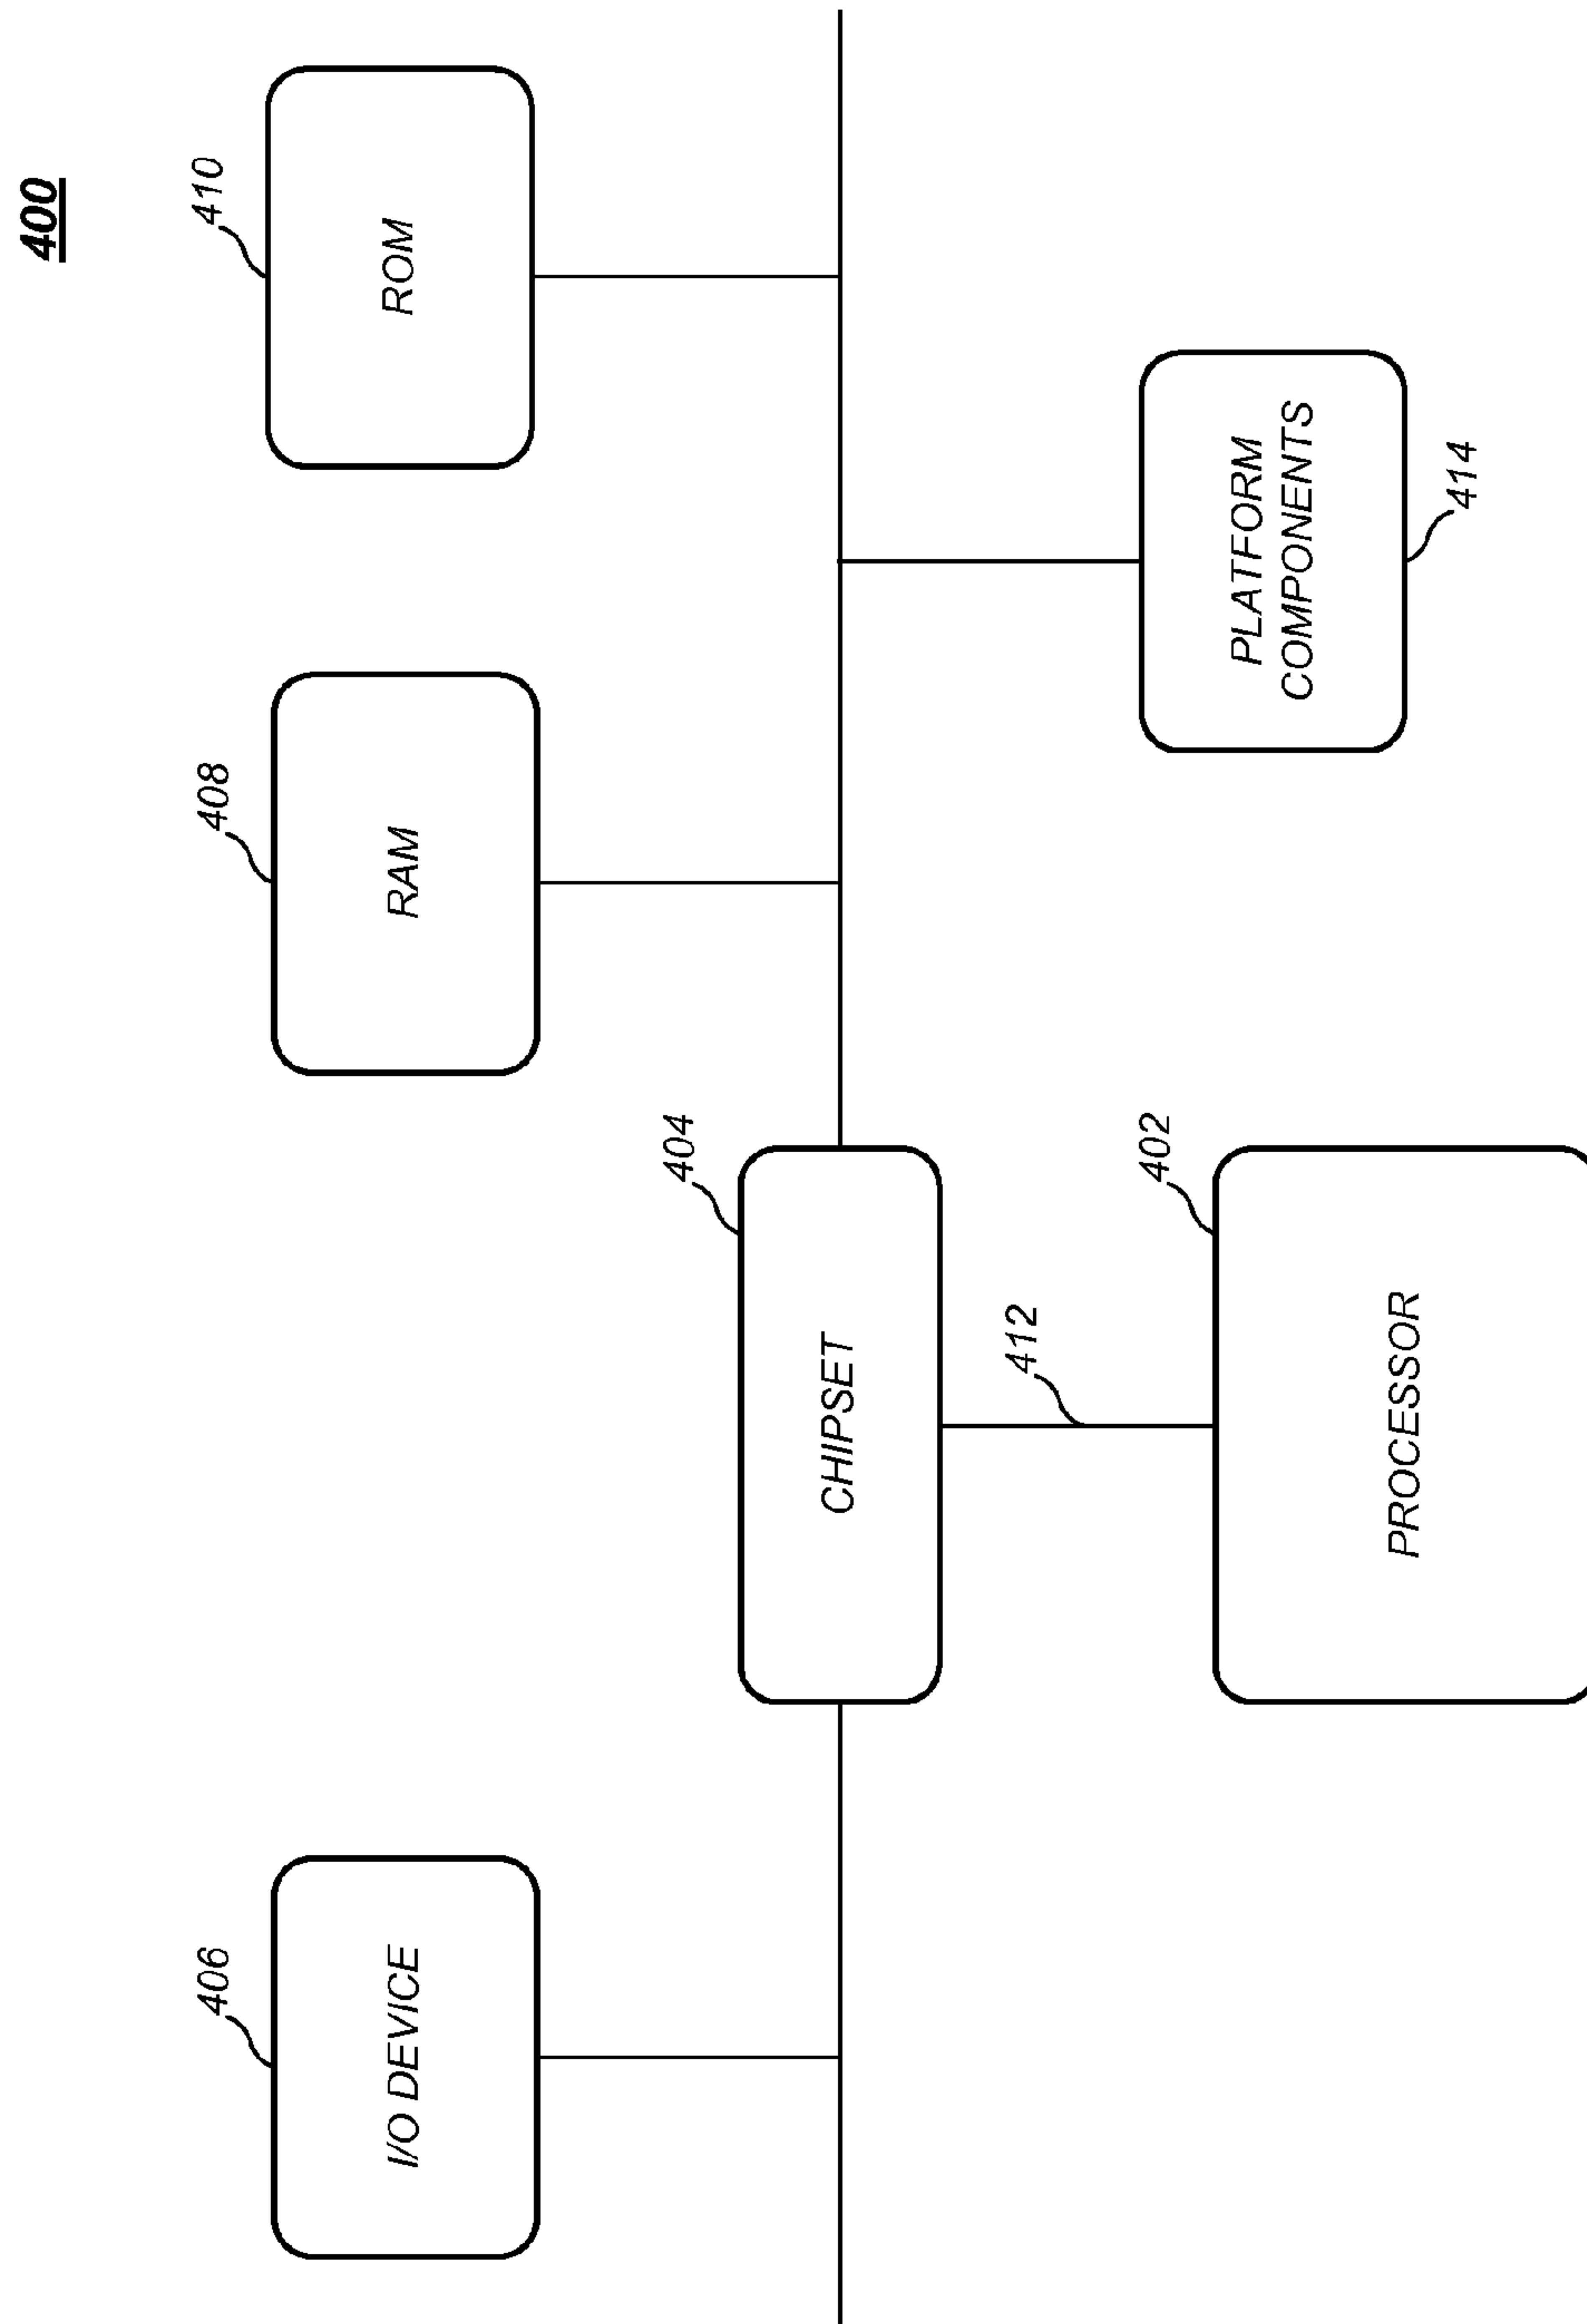 400
406
I/O DEVICE
408
RAM
410
ROM
404
CHIPSET
412
402
PROCESSOR
PLATFORM
COMPONENTS
414